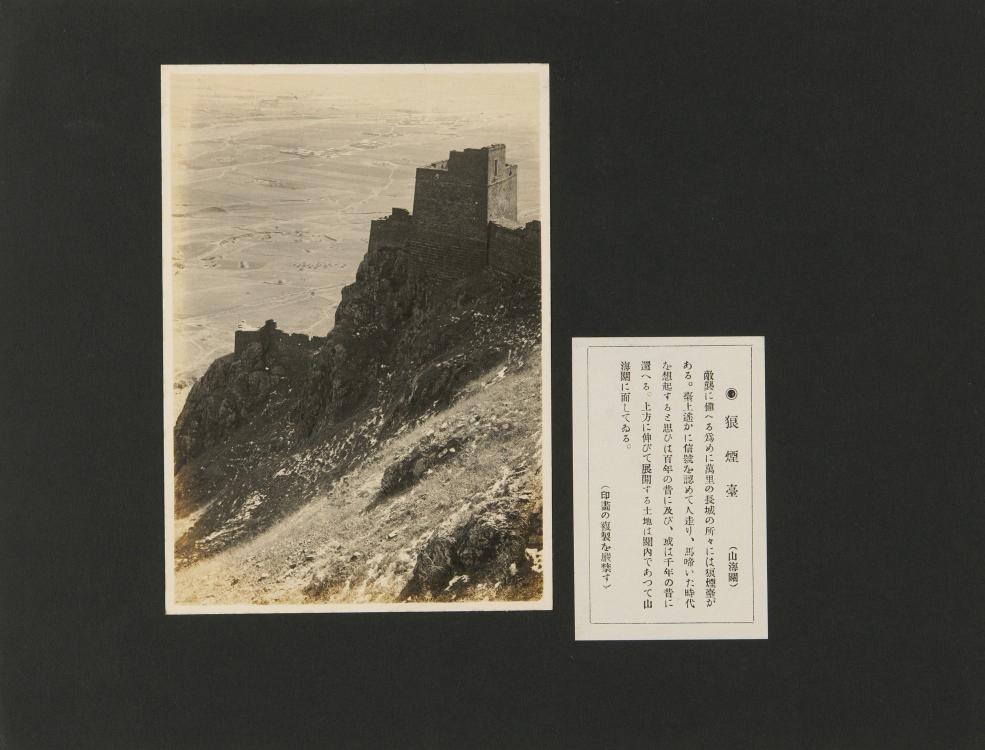 ◉ 狼煙臺 （山海關）
敵襲に備へる爲めに萬里の長城の所々には狼煙臺が
ある。臺上遙かに信號を認めて人走り、馬啼いた時代
を想起すると思ひは百年の昔に及び、或は千年の昔に
還へる。上方に伸びて展開する土地は關內であつて山
海關に面してゐる。
（印畫の複製を嚴禁す）